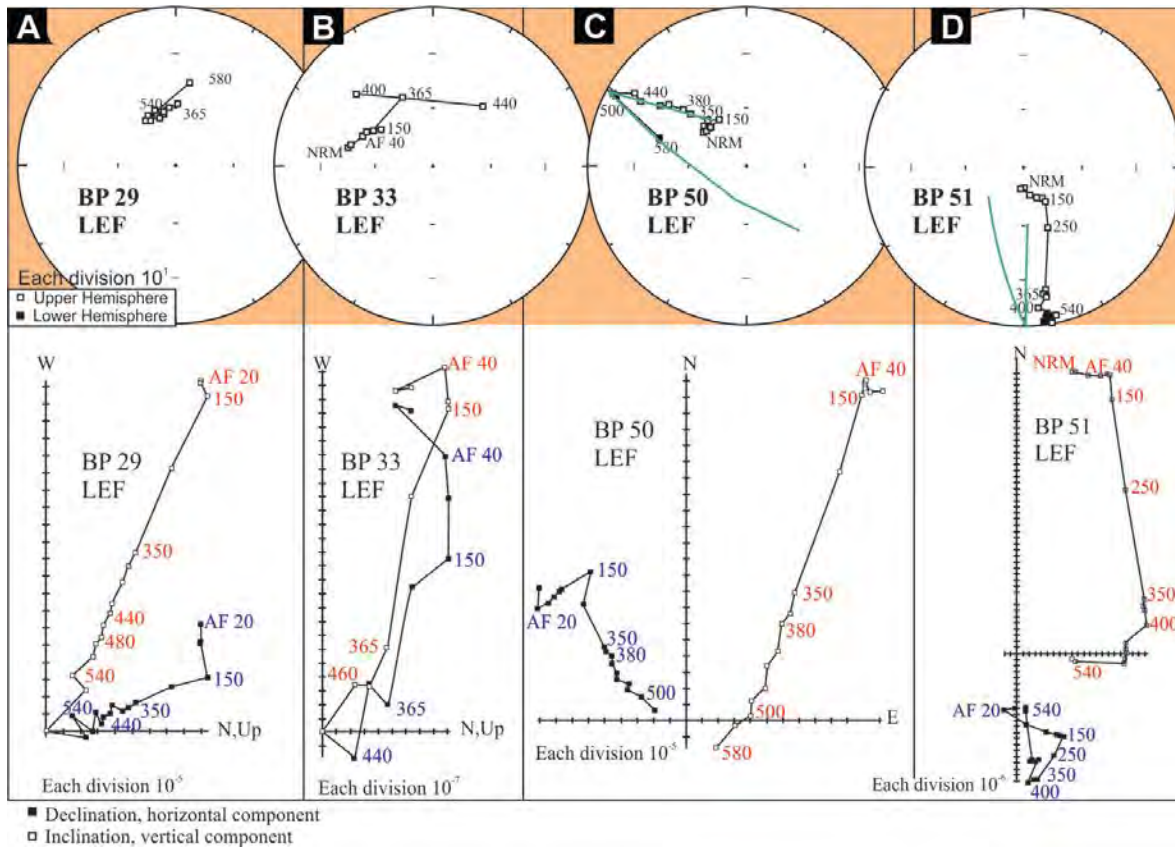 A
580
540
365
BP 29
LEF
Each division 10¹
Upper Hemisphere
Lower Hemisphere
B
400
365
440
150
AF 40
NRM
BP 33
LEF
C
440
380
350
150
500
580
NRM
BP 50
LEF
D
NRM
150
250
BP 51
LEF
365
400
540
W
AF 20
150
BP 29
LEF
350
440
480
540
AF 20
150
540
350
440
N,Up
Each division 10⁻⁵
W
AF 40
150
BP 33
LEF
AF 40
150
365
460
365
N,Up
440
Each division 10⁻⁷
N
AF 40
150
BP 50
LEF
150
AF 20
350
380
350
380
500
500
E
580
Each division 10⁻⁵
N
NRM
AF 40
150
BP 51
LEF
250
350
400
540
AF 20
540
150
250
350
400
Each division 10
Declination, horizontal component
Inclination, vertical component